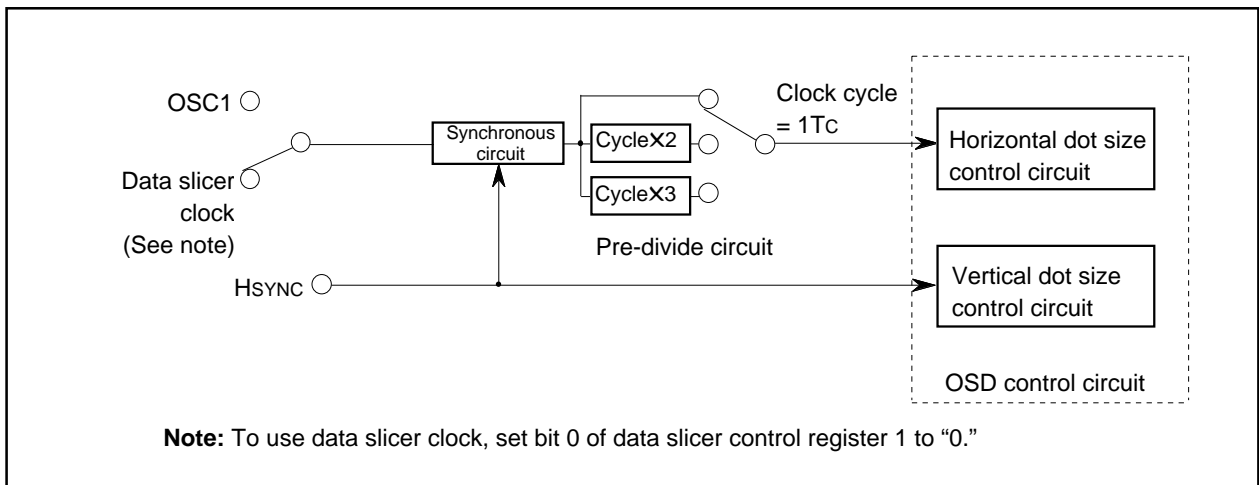 OSC1
Data slicer
clock
(See note)
HSYNC
Synchronous
circuit
Cycle×2
Cycle×3
Pre-divide circuit
Clock cycle
= 1TC
Horizontal dot size
control circuit
Vertical dot size
control circuit
OSD control circuit
Note: To use data slicer clock, set bit 0 of data slicer control register 1 to “0.”